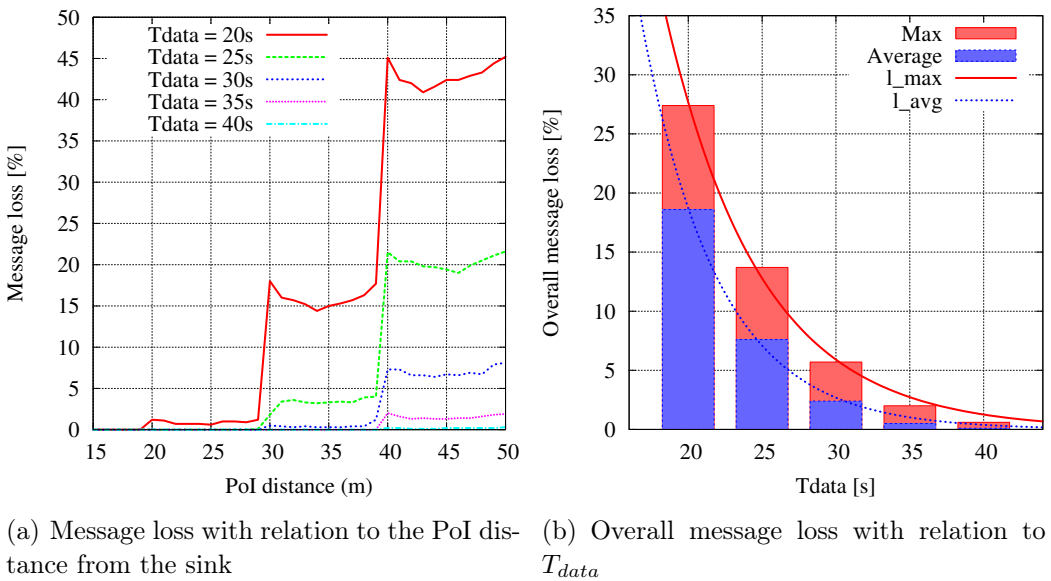 50
45
40
35
30
25
20
15
10
5
0
15 20 25 30 35 40 45 50
Message loss [%]
PoI distance (m)
Tdata = 20s
Tdata = 25s
Tdata = 30s
Tdata = 35s
Tdata = 40s
35
30
25
20
15
10
5
0
20 25 30 35 40
Overall message loss [%]
Tdata [s]
Max
Average
l_max
l_avg
(a) Message loss with relation to the PoI dis-
tance from the sink
(b) Overall message loss with relation to
T_data